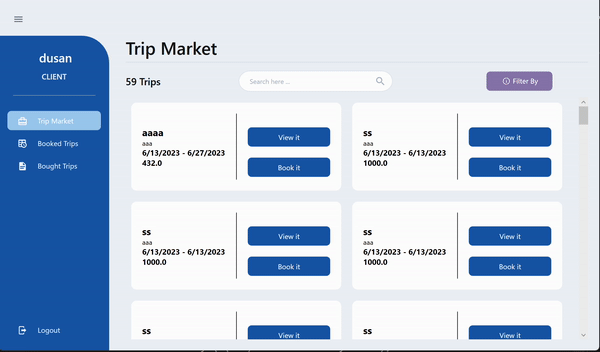 dusan
CLIENT
Trip Market
Booked Trips
Bought Trips
Logout
Trip Market
59 Trips
Search here ...
Filter By
aaaa
aaa
6/13/2023 - 6/27/2023
432.0
View it
Book it
ss
aaa
6/13/2023 - 6/13/2023
1000.0
View it
Book it
ss
aaa
6/13/2023 - 6/13/2023
1000.0
View it
Book it
ss
aaa
6/13/2023 - 6/13/2023
1000.0
View it
Book it
ss
View it
ss
View it